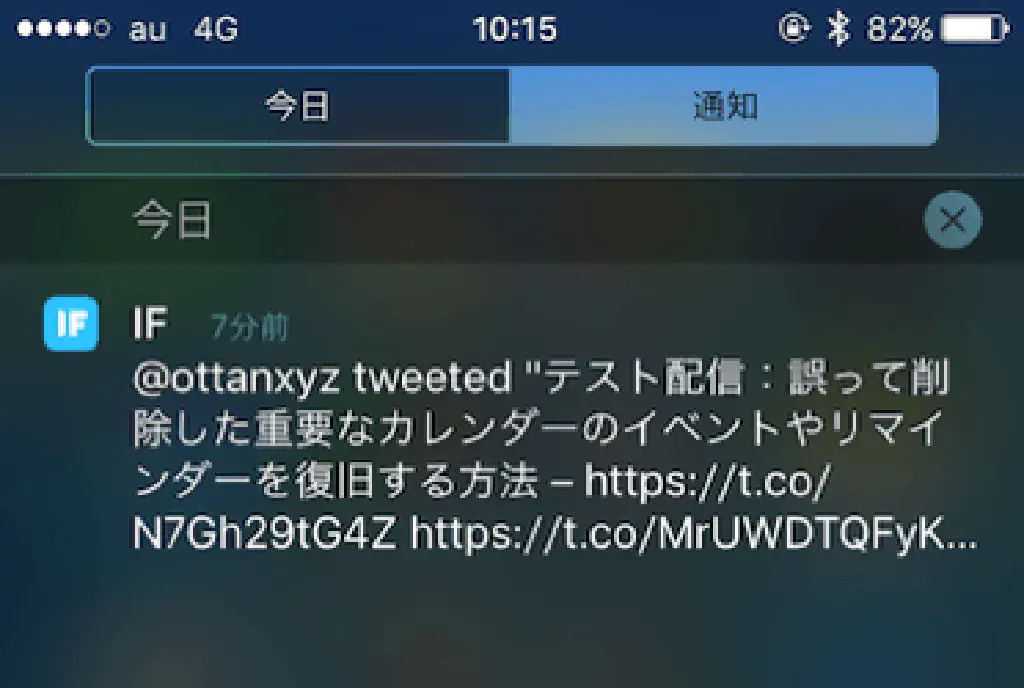 au 4G 10:15 82%
今日 通知
今日
IF IF 7分前
@ottanxyz tweeted "テスト配信：誤って削
除した重要なカレンダーのイベントやリマイ
ンダーを復旧する方法 – https://t.co/
N7Gh29tG4Z https://t.co/MrUWDTQFyK...